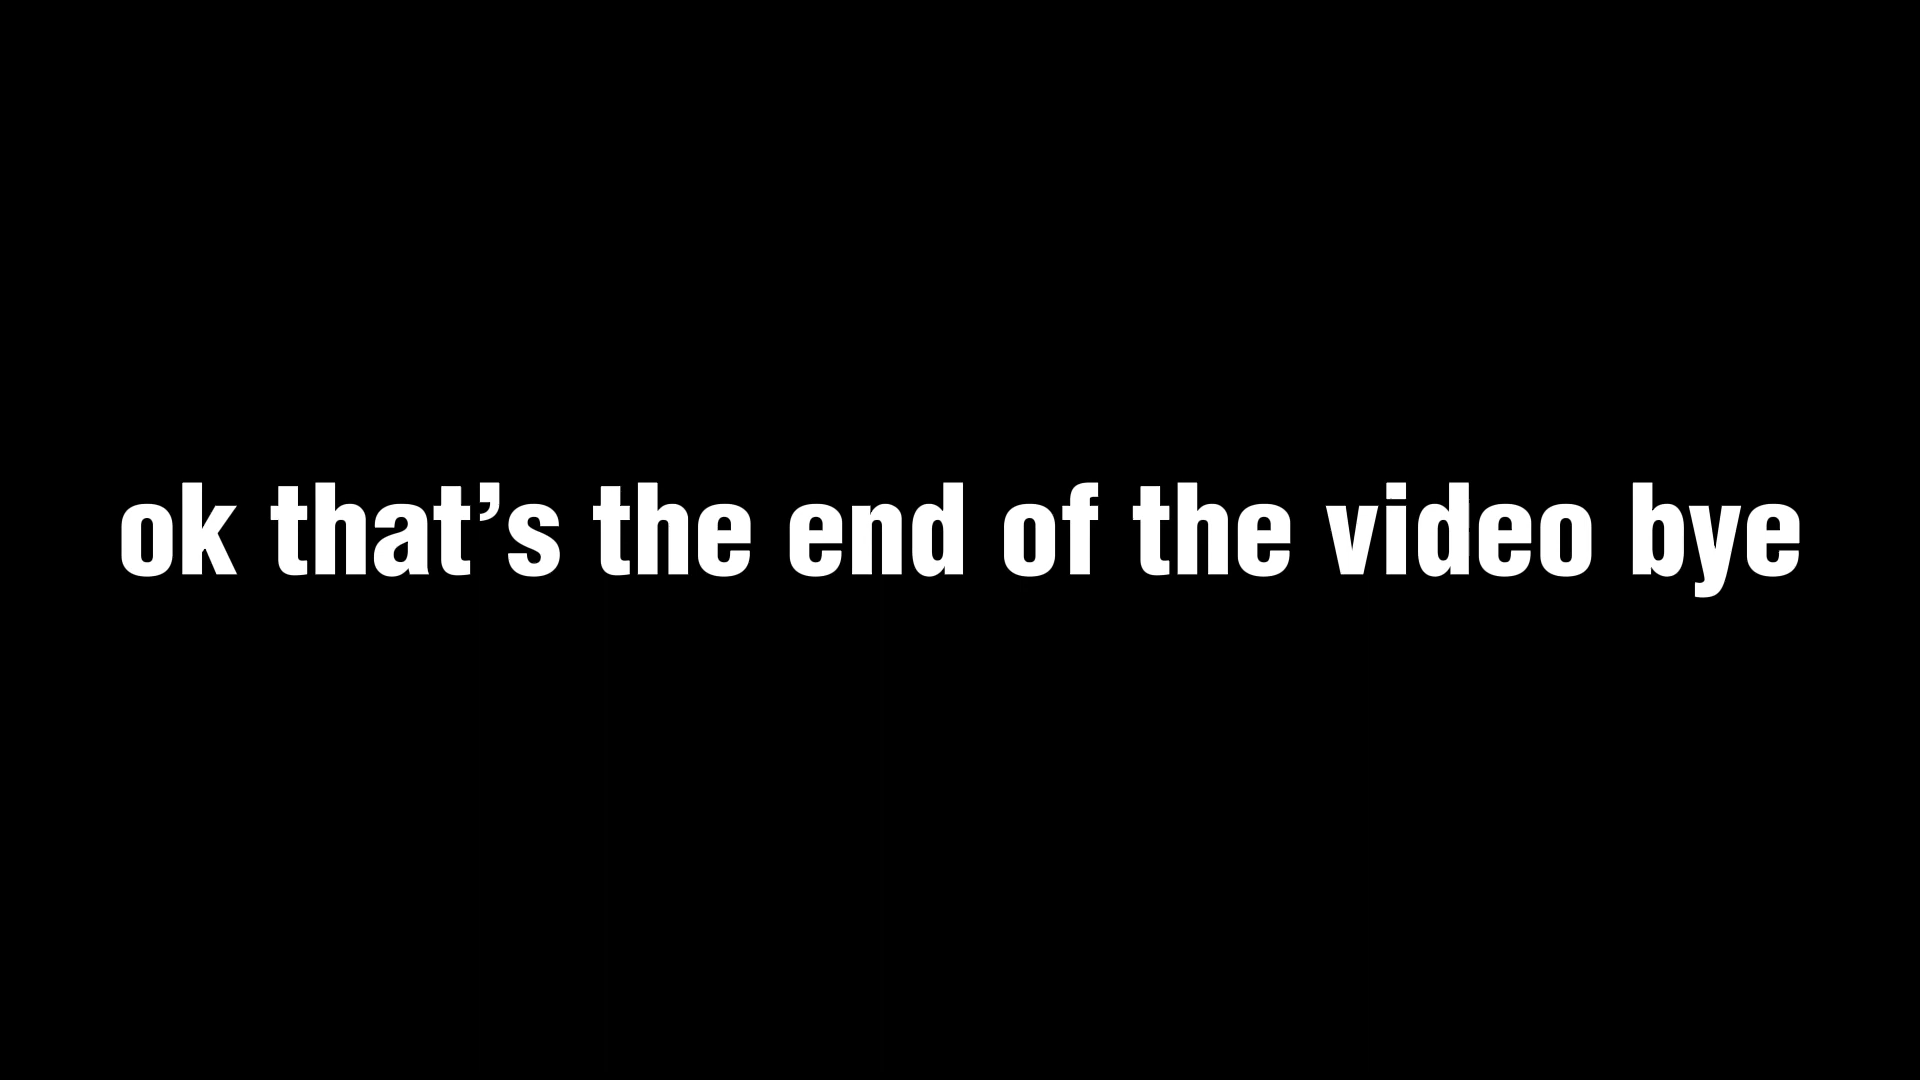 ok that’s the end of the video bye